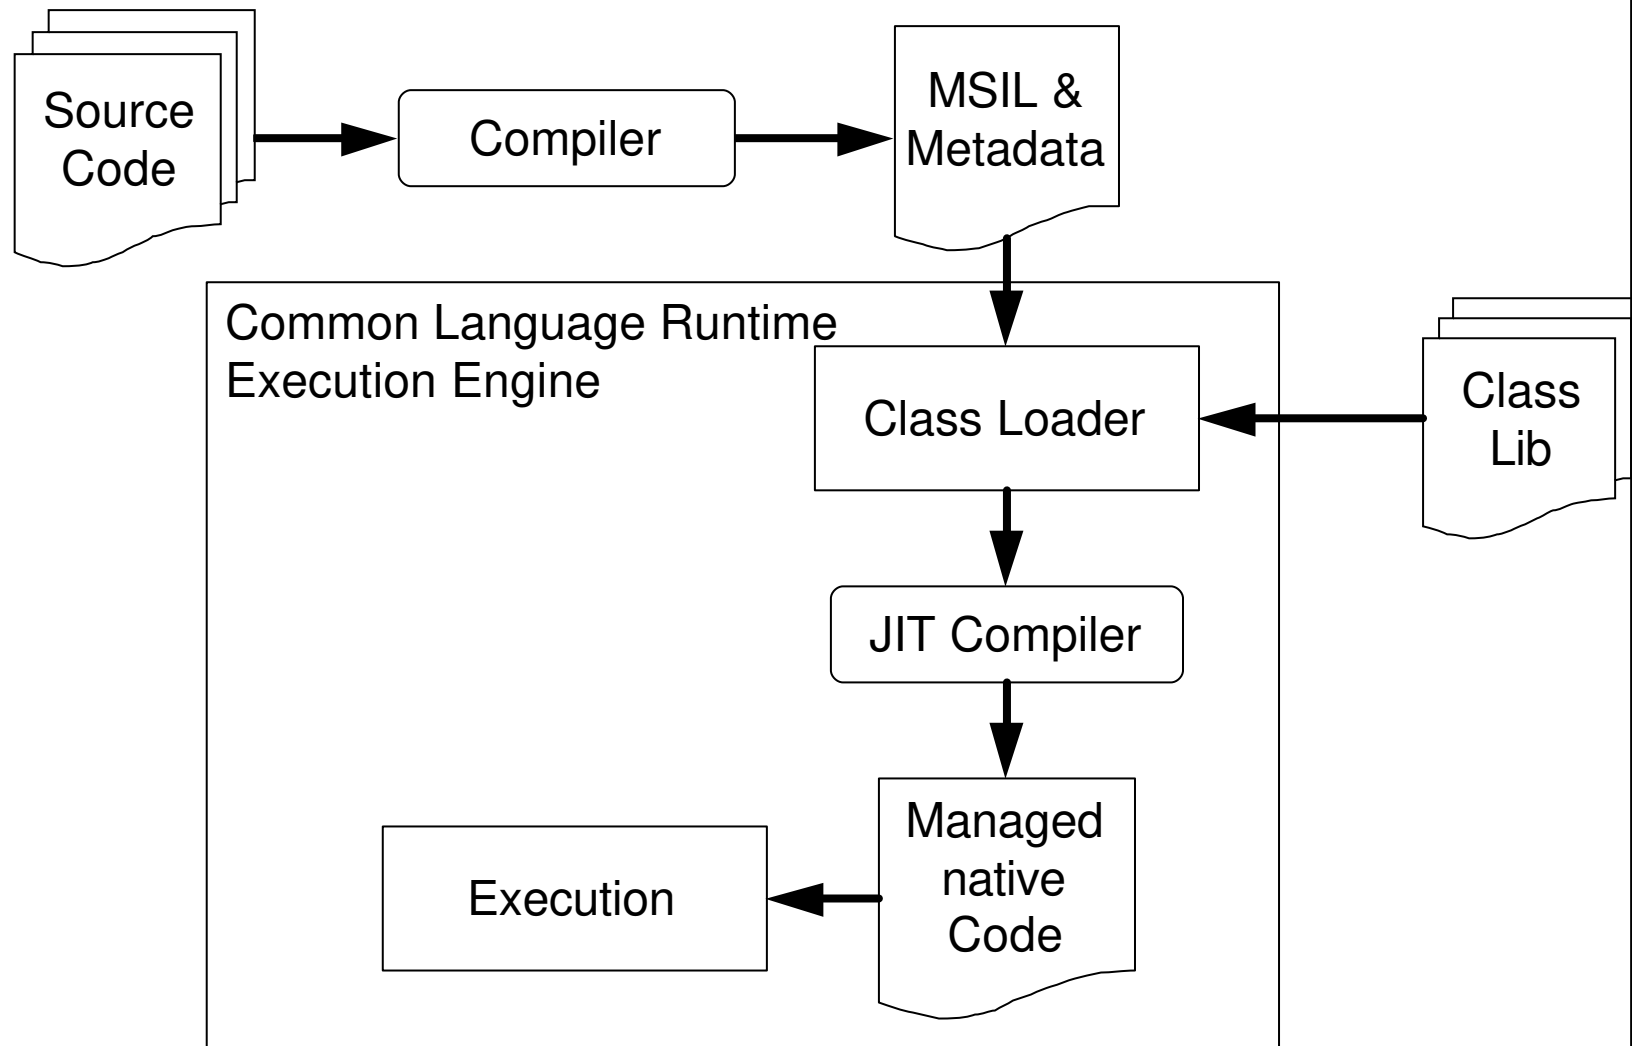 Source
Code
Compiler
MSIL &
Metadata
Common Language Runtime
Execution Engine
Class Loader
Class
Lib
JIT Compiler
Managed
native
Code
Execution